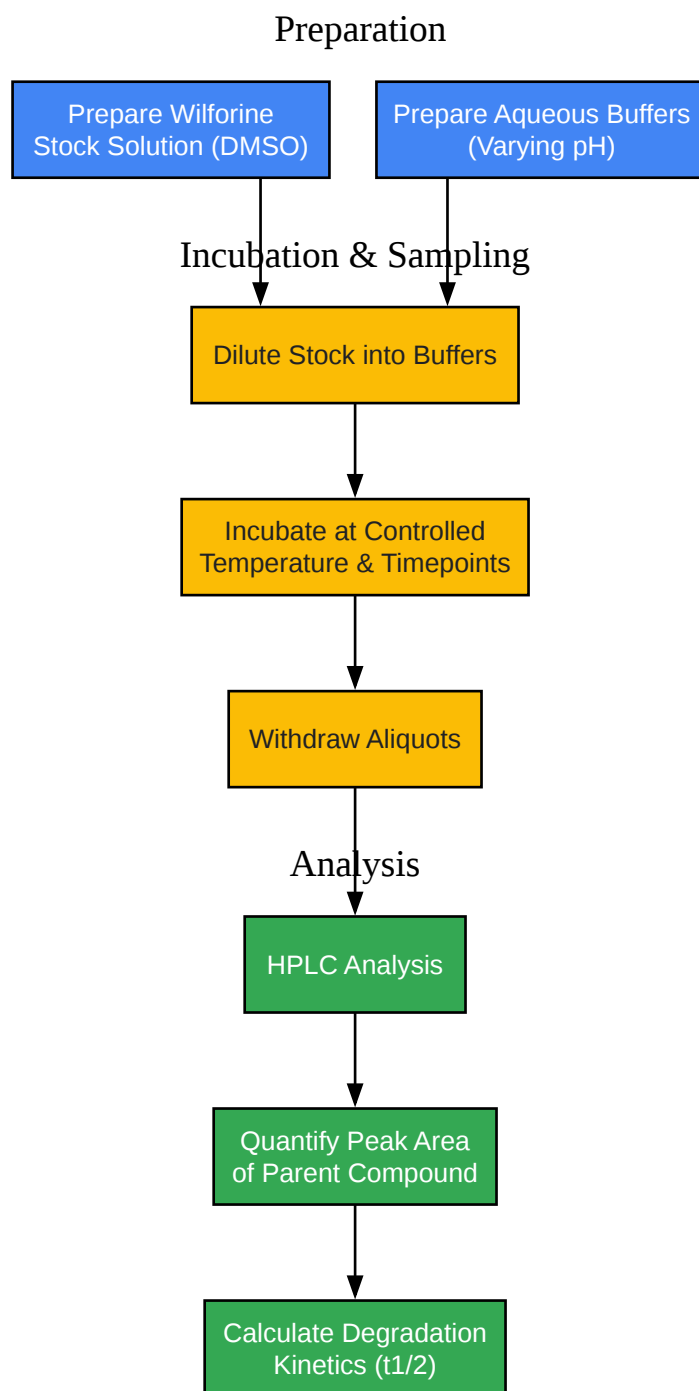 Preparation
Prepare Wilforine
Stock Solution (DMSO)
Prepare Aqueous Buffers
(Varying pH)
Incubation & Sampling
Dilute Stock into Buffers
Incubate at Controlled
Temperature & Timepoints
Withdraw Aliquots
Analysis
HPLC Analysis
Quantify Peak Area
of Parent Compound
Calculate Degradation
Kinetics (t1/2)